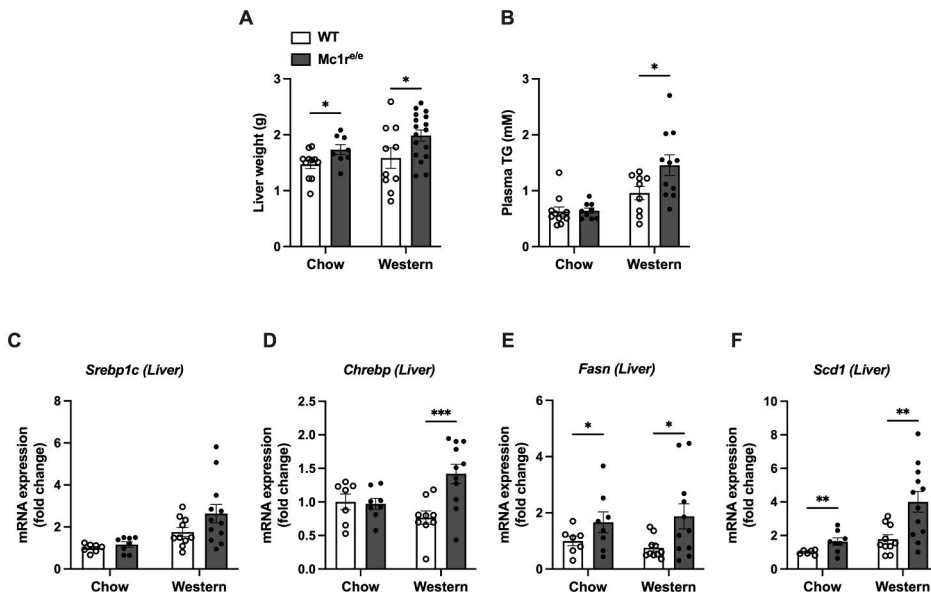 A
WT
Mc1re/e
Liver weight (g)
3
2
1
0
*
*
Chow
Western
B
Plasma TG (mM)
3
2
1
0
*
Chow
Western
C
Srebp1c (Liver)
mRNA expression
(fold change)
8
6
4
2
0
Chow
Western
D
Chrebp (Liver)
mRNA expression
(fold change)
2.5
2.0
1.5
1.0
0.5
0.0
***
Chow
Western
E
Fasn (Liver)
mRNA expression
(fold change)
6
4
2
0
*
*
Chow
Western
F
Scd1 (Liver)
mRNA expression
(fold change)
10
8
6
4
2
0
**
**
Chow
Western